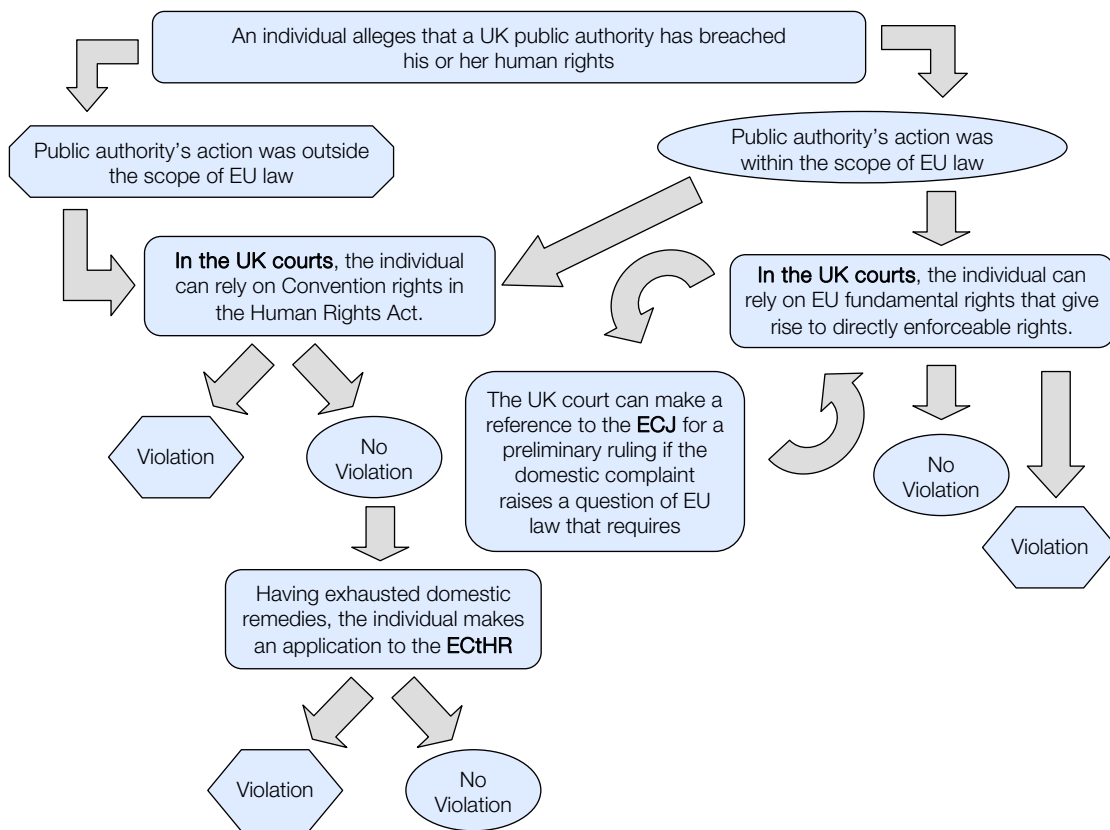 An individual alleges that a UK public authority has breached
his or her human rights
Public authority’s action was outside
the scope of EU law
Public authority’s action was
within the scope of EU law
In the UK courts, the individual
can rely on Convention rights in
the Human Rights Act.
In the UK courts, the individual can
rely on EU fundamental rights that give
rise to directly enforceable rights.
Violation
No
Violation
The UK court can make a
reference to the ECJ for a
preliminary ruling if the
domestic complaint
raises a question of EU
law that requires
No
Violation
Violation
Having exhausted domestic
remedies, the individual makes
an application to the ECtHR
Violation
No
Violation